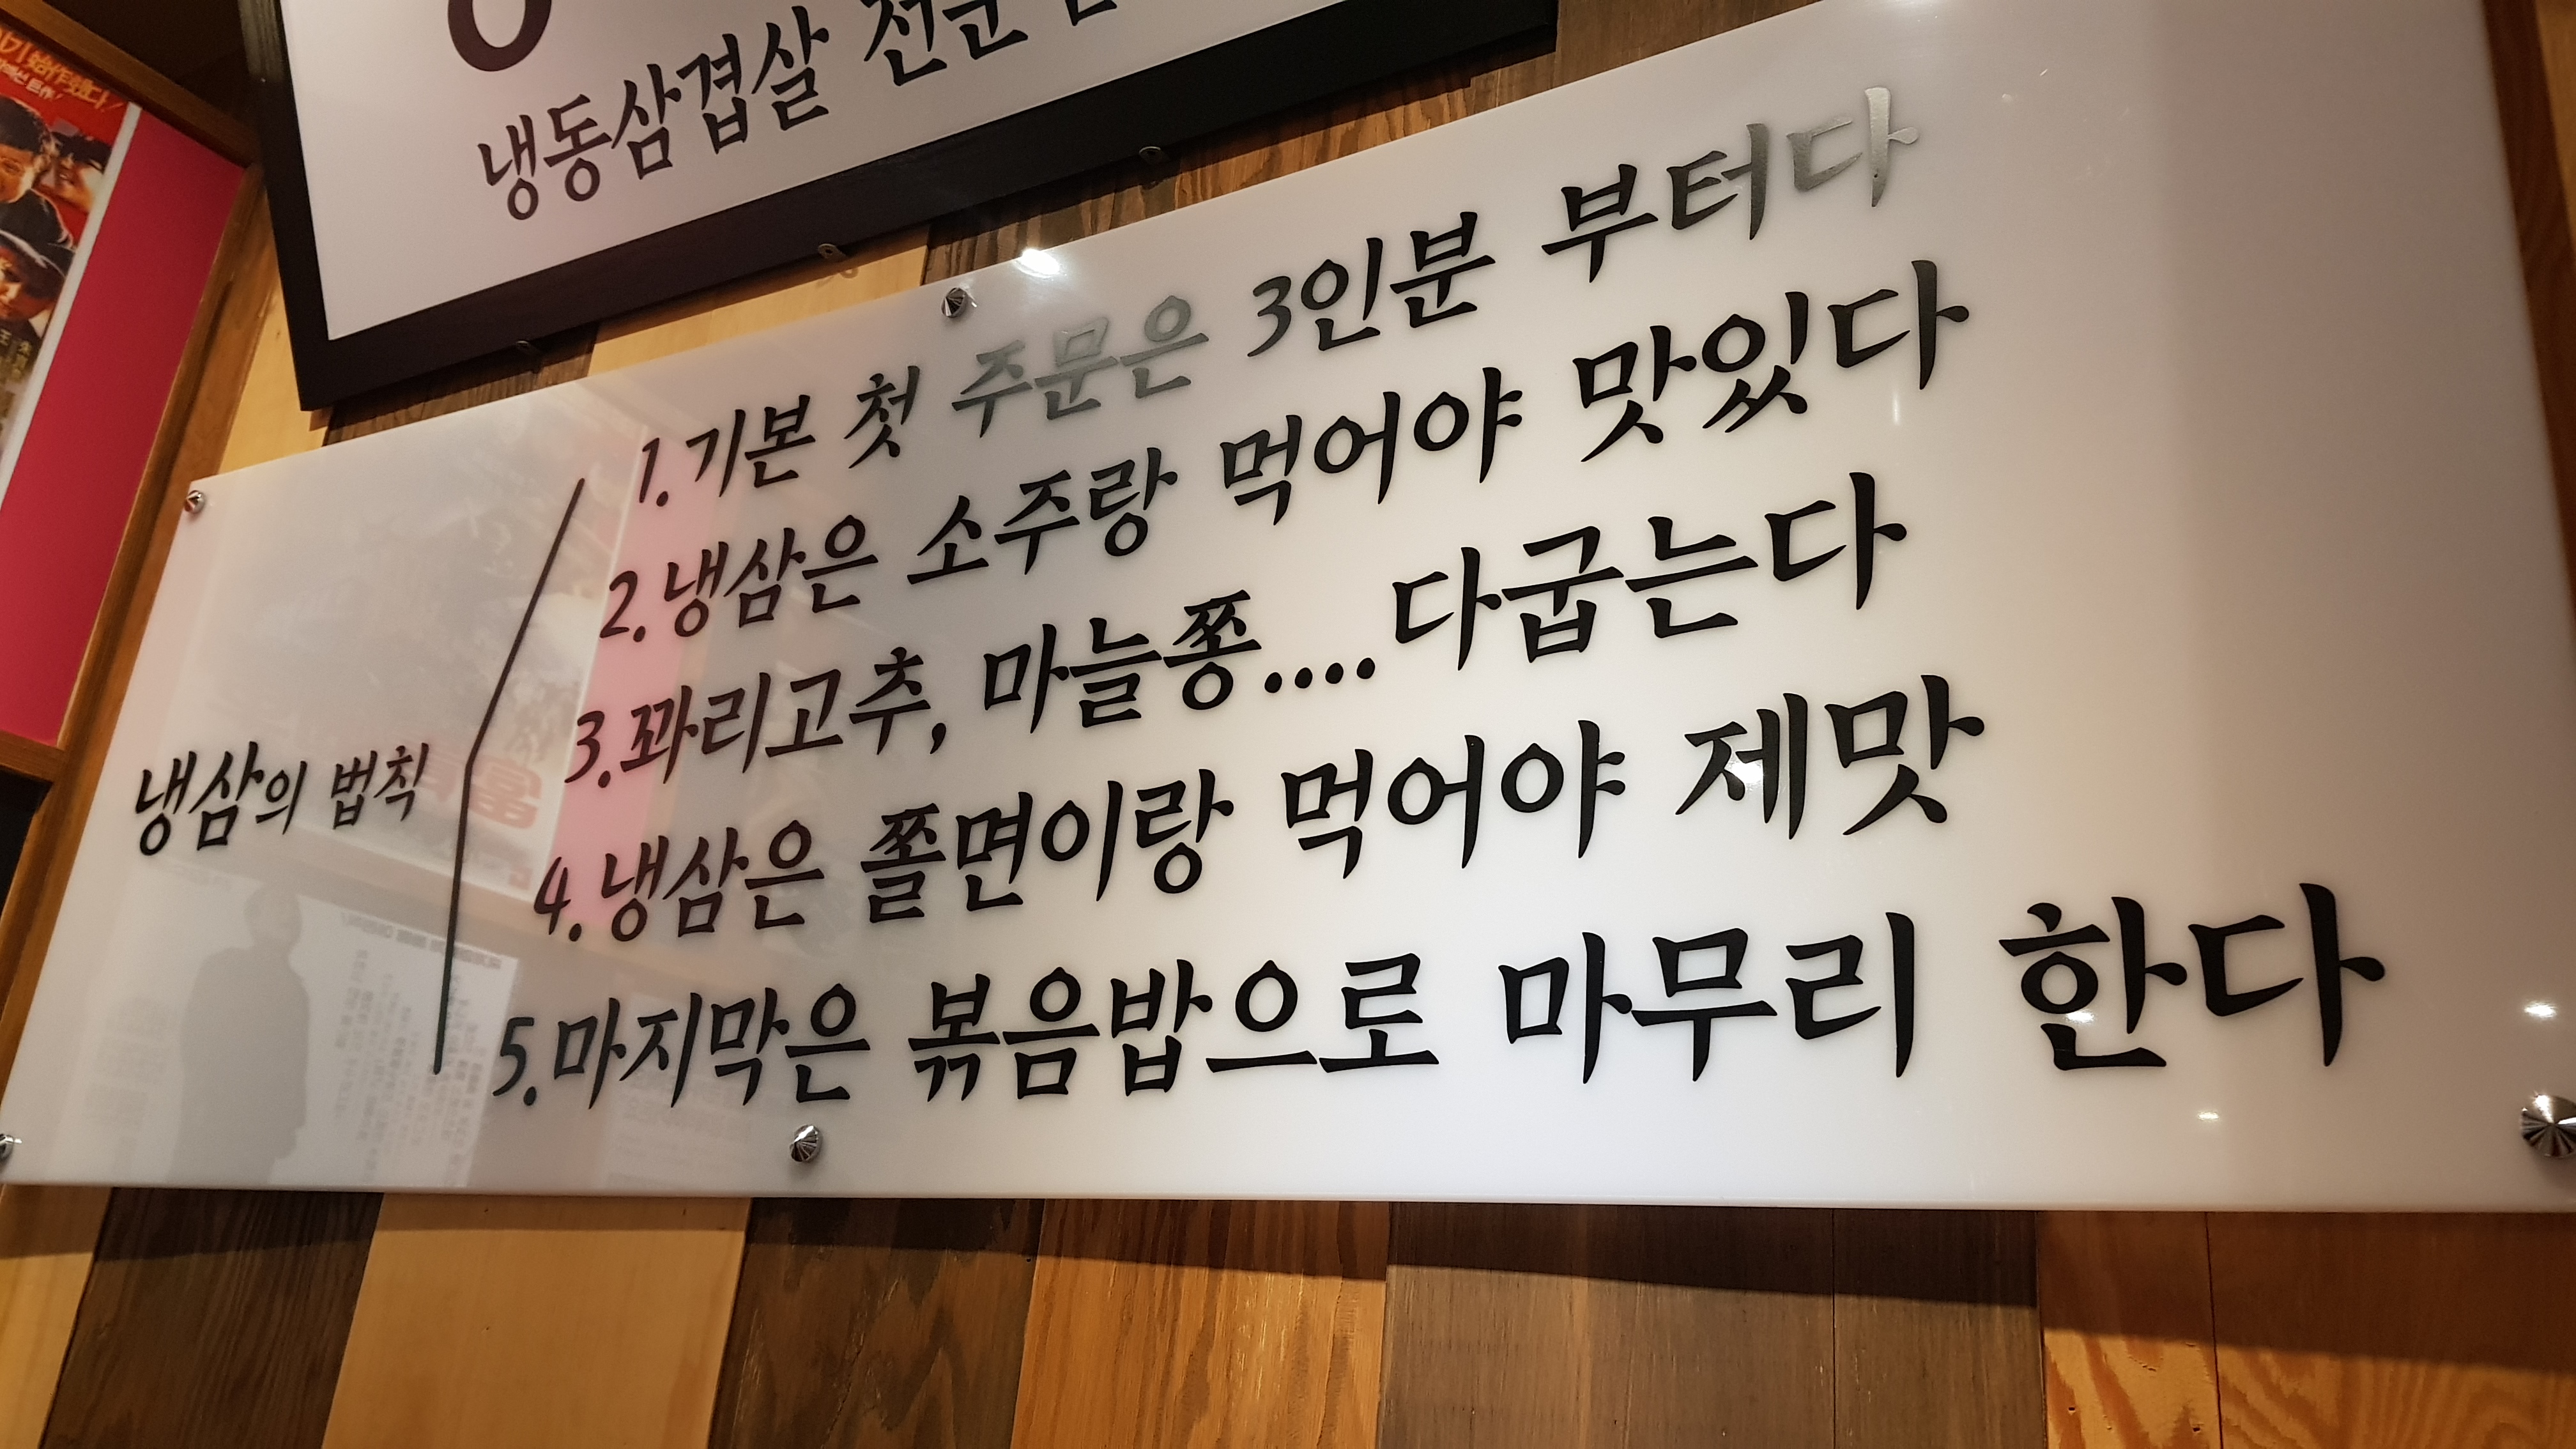 냉동삼겹살 전문
냉삼의 법칙
1. 기본 첫 주문은 3인분 부터다
2. 냉삼은 소주랑 먹어야 맛있다
3. 꽈리고추, 마늘쫑....다굽는다
4. 냉삼은 쫄면이랑 먹어야 제맛
5. 마지막은 볶음밥으로 마무리 한다